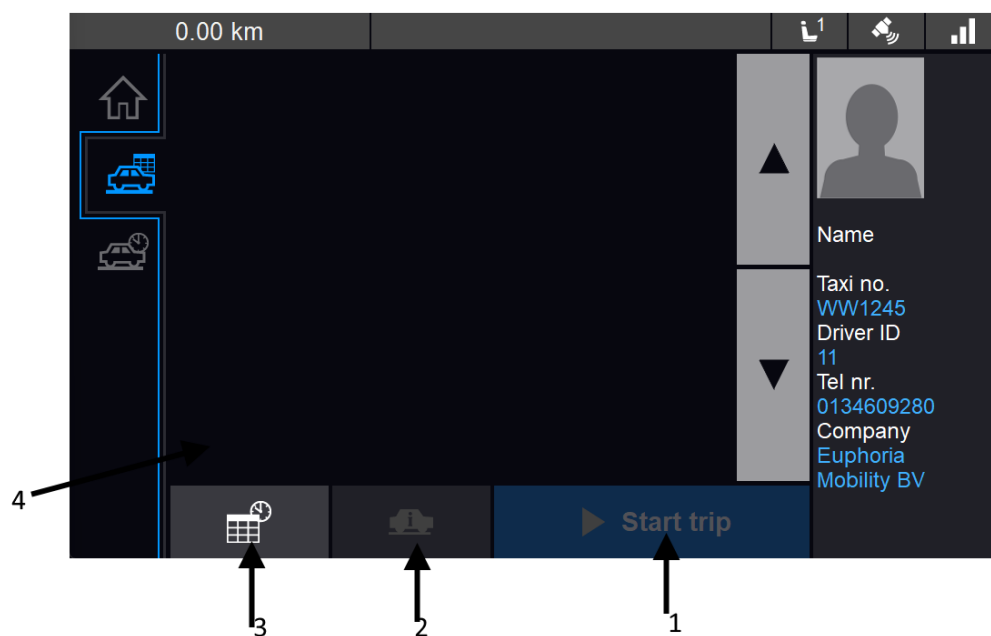 0.00 km
1
Name
Taxi no.
WW1245
Driver ID
11
Tel nr.
0134609280
Company
Euphoria
Mobility BV
4
i
Start trip
3
2
1